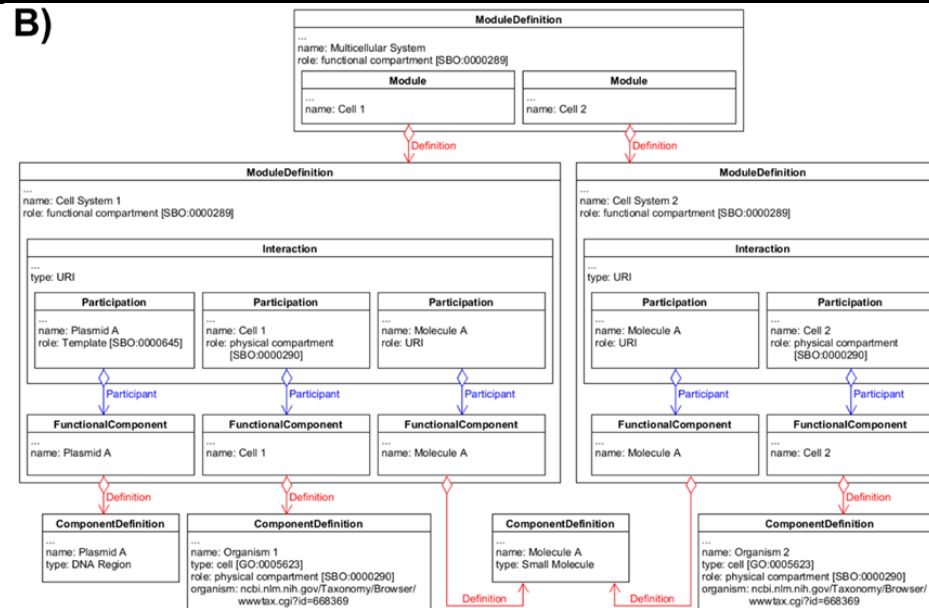 B)
ModuleDefinition
...
name: Multicellular System
role: functional compartment [SBO:0000289]
Module
...
name: Cell 1
Module
...
name: Cell 2
Definition
Definition
ModuleDefinition
...
name: Cell System 1
role: functional compartment [SBO:0000289]
Interaction
...
type: URI
Participation
...
name: Plasmid A
role: Template [SBO:0000645]
Participation
...
name: Cell 1
role: physical compartment
[SBO:0000290]
Participation
...
name: Molecule A
role: URI
Participant
Participant
Participant
FunctionalComponent
...
name: Plasmid A
FunctionalComponent
...
name: Cell 1
FunctionalComponent
...
name: Molecule A
ModuleDefinition
...
name: Cell System 2
role: functional compartment [SBO:0000289]
Interaction
...
type: URI
Participation
...
name: Molecule A
role: URI
Participation
...
name: Cell 2
role: physical compartment
[SBO:0000290]
Participant
Participant
FunctionalComponent
...
name: Molecule A
FunctionalComponent
...
name: Cell 2
Definition
Definition
Definition
ComponentDefinition
...
name: Plasmid A
type: DNA Region
ComponentDefinition
...
name: Organism 1
type: cell [GO:0005623]
role: physical compartment [SBO:0000290]
organism: ncbi.nlm.nih.gov/Taxonomy/Browser/
wwwtax.cgi?id=668369
ComponentDefinition
...
name: Molecule A
type: Small Molecule
Definition
Definition
ComponentDefinition
...
name: Organism 2
type: cell [GO:0005623]
role: physical compartment [SBO:0000290]
organism: ncbi.nlm.nih.gov/Taxonomy/Browser/
wwwtax.cgi?id=668369